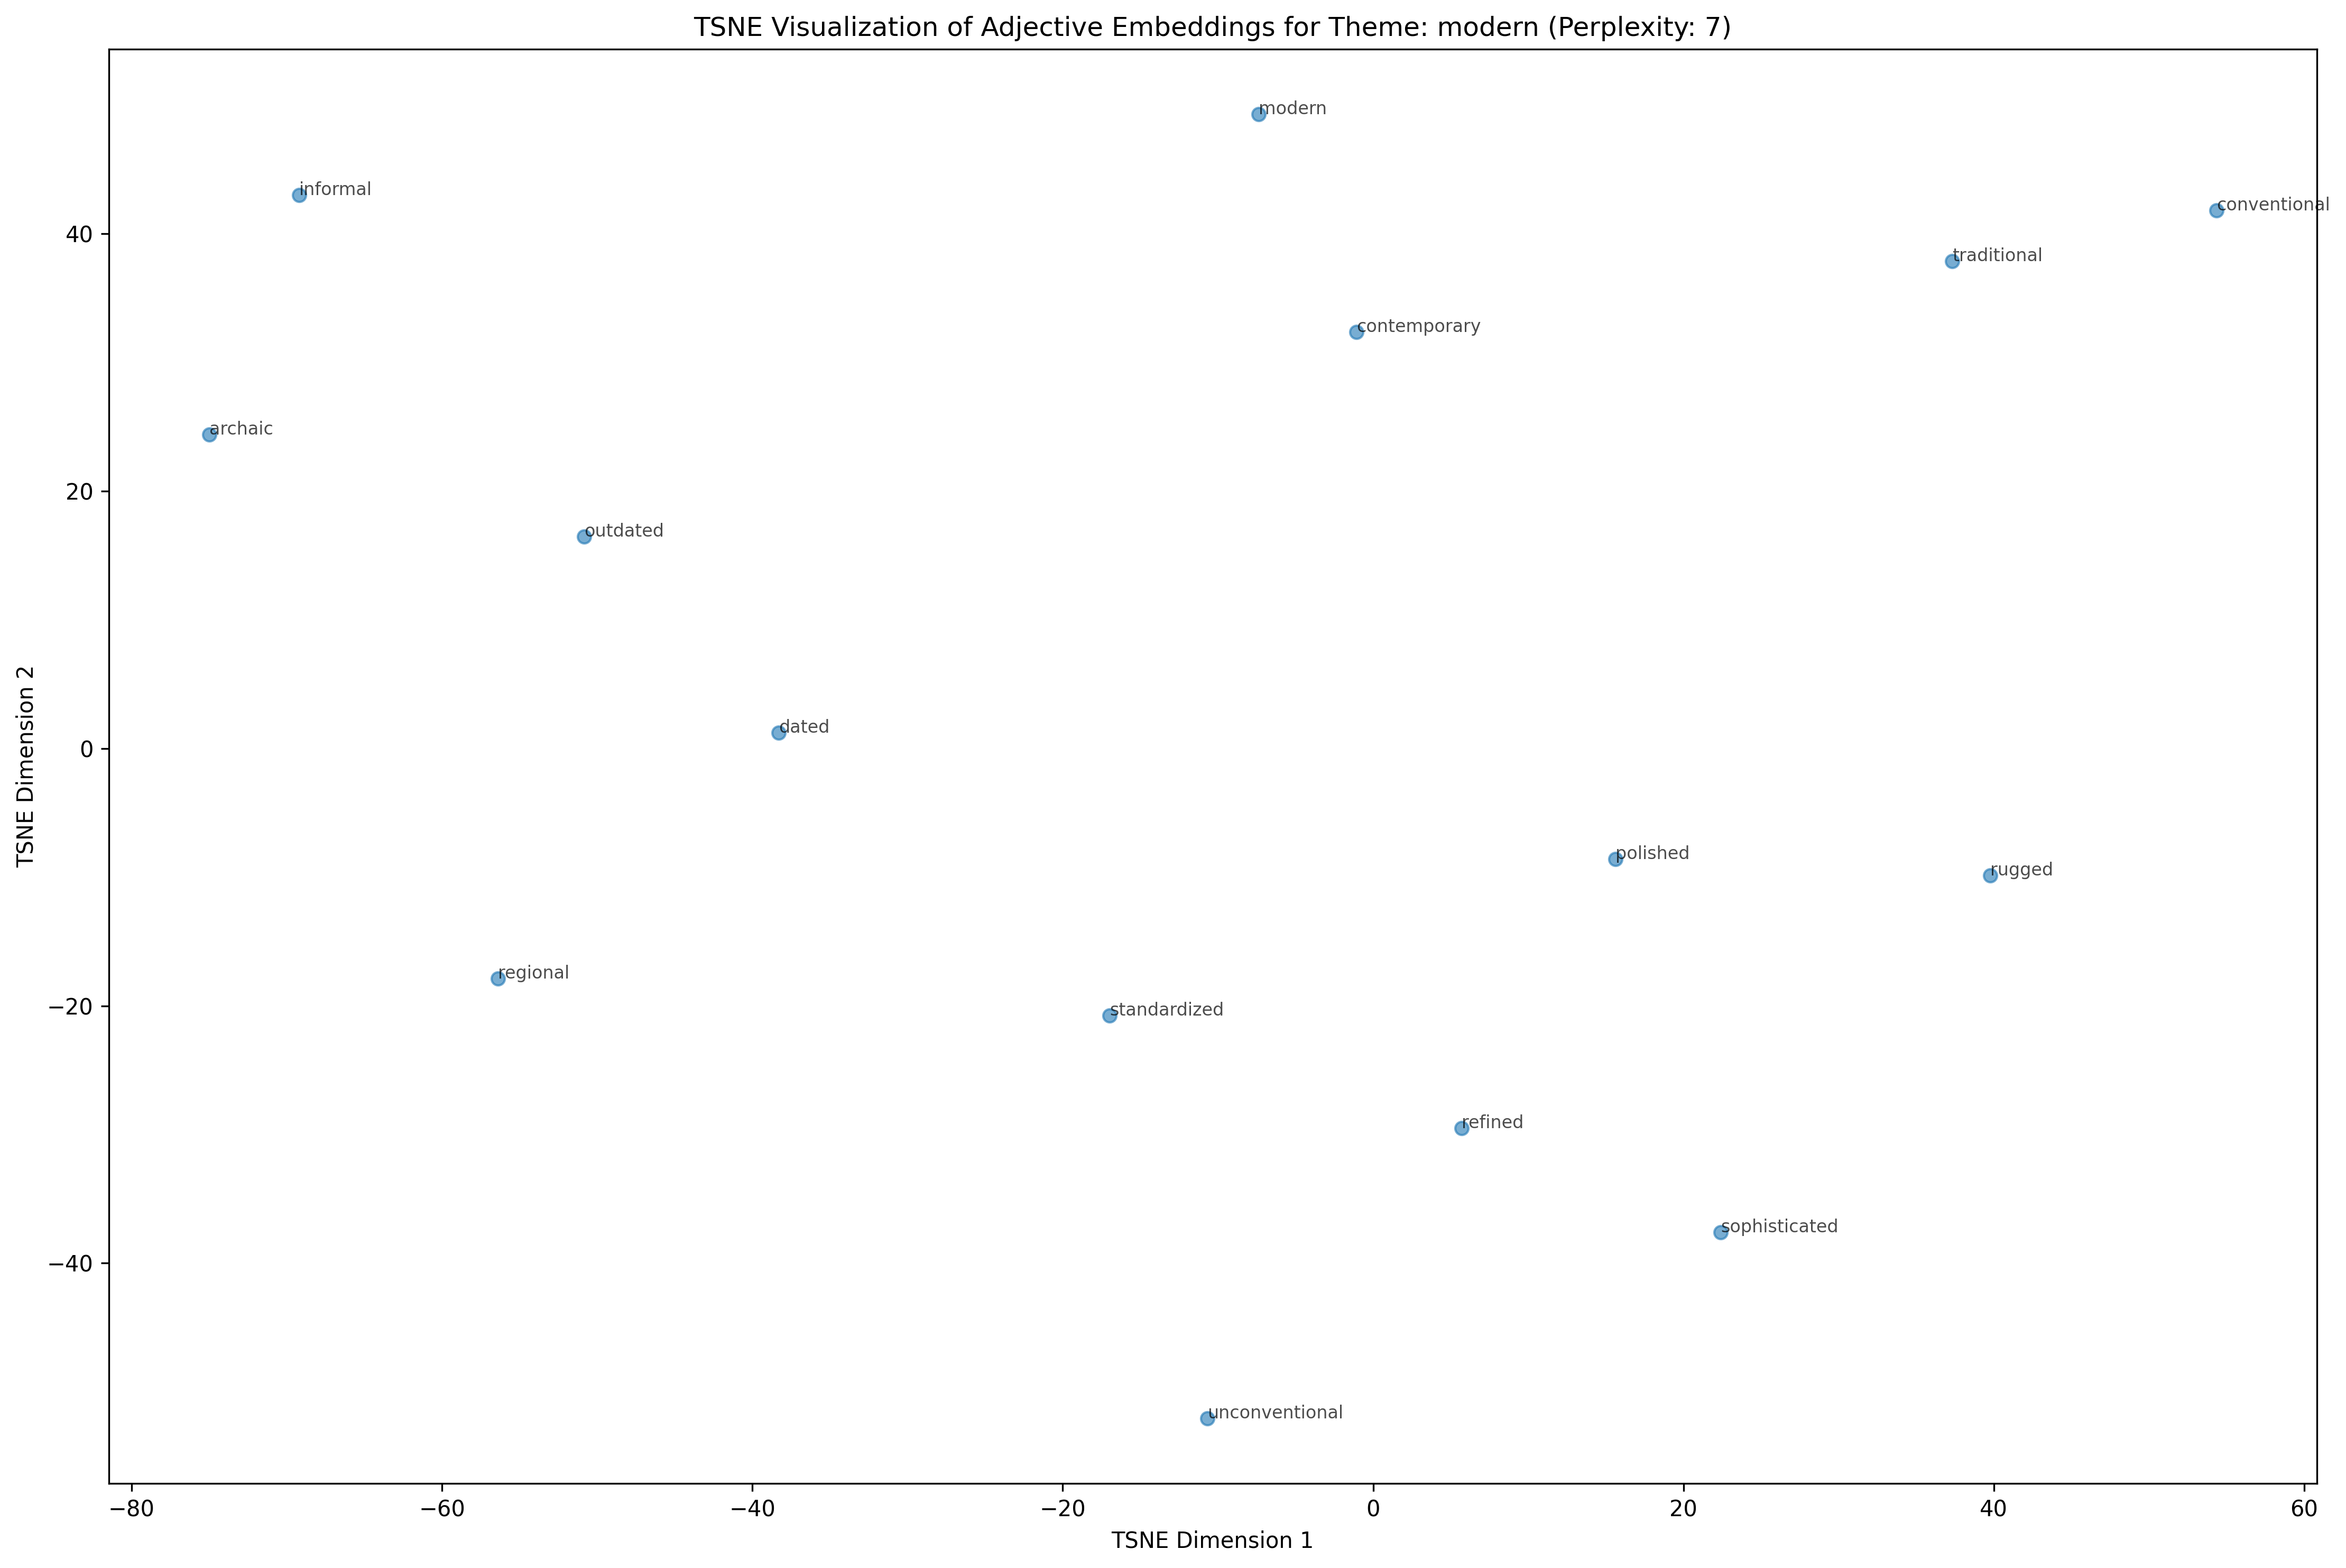 TSNE Visualization of Adjective Embeddings for Theme: modern (Perplexity: 7)
modern
informal
conventional
40
traditional
contemporary
archaic
20
outdated
TSNE Dimension 2
dated
0
polished
rugged
regional
−20
standardized
refined
sophisticated
−40
unconventional
−80 −60 −40 −20 0 20 40 60
TSNE Dimension 1